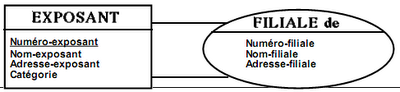 EXPOSANT
Numéro-exposant
Nom-exposant
Adresse-exposant
Catégorie
FILIALE de
Numéro-filiale
Nom-filiale
Adresse-filiale